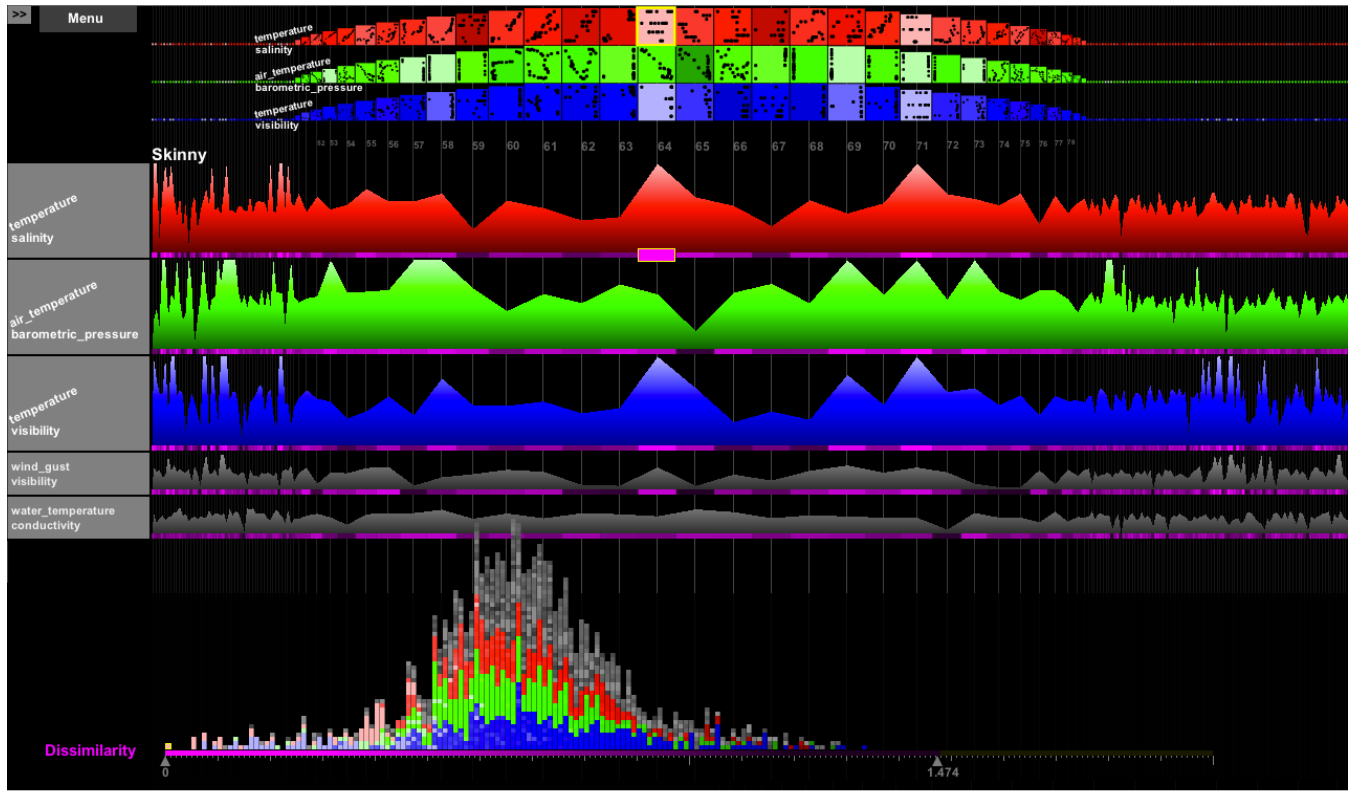 >>
Menu
temperature
salinity
air_temperature
barometric_pressure
temperature
visibility
52 53 54 55 56 57 58 59 60 61 62 63 64 65 66 67 68 69 70 71 72 73 74 75 76 77 78
Skinny
temperature
salinity
air_temperature
barometric_pressure
temperature
visibility
wind_gust
visibility
water_temperature
conductivity
Dissimilarity
0
1.474